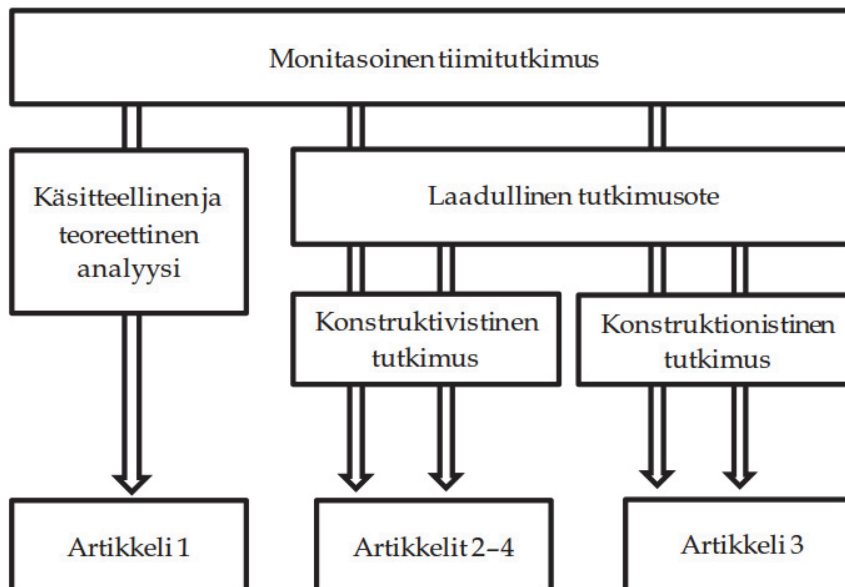 Monitasoinen tiimitutkimus
Käsitteellinen ja
teoreettinen
analyysi
Laadullinen tutkimusote
Konstruktivistinen
tutkimus
Konstruktionistinen
tutkimus
Artikkeli 1
Artikkelit 2–4
Artikkeli 3